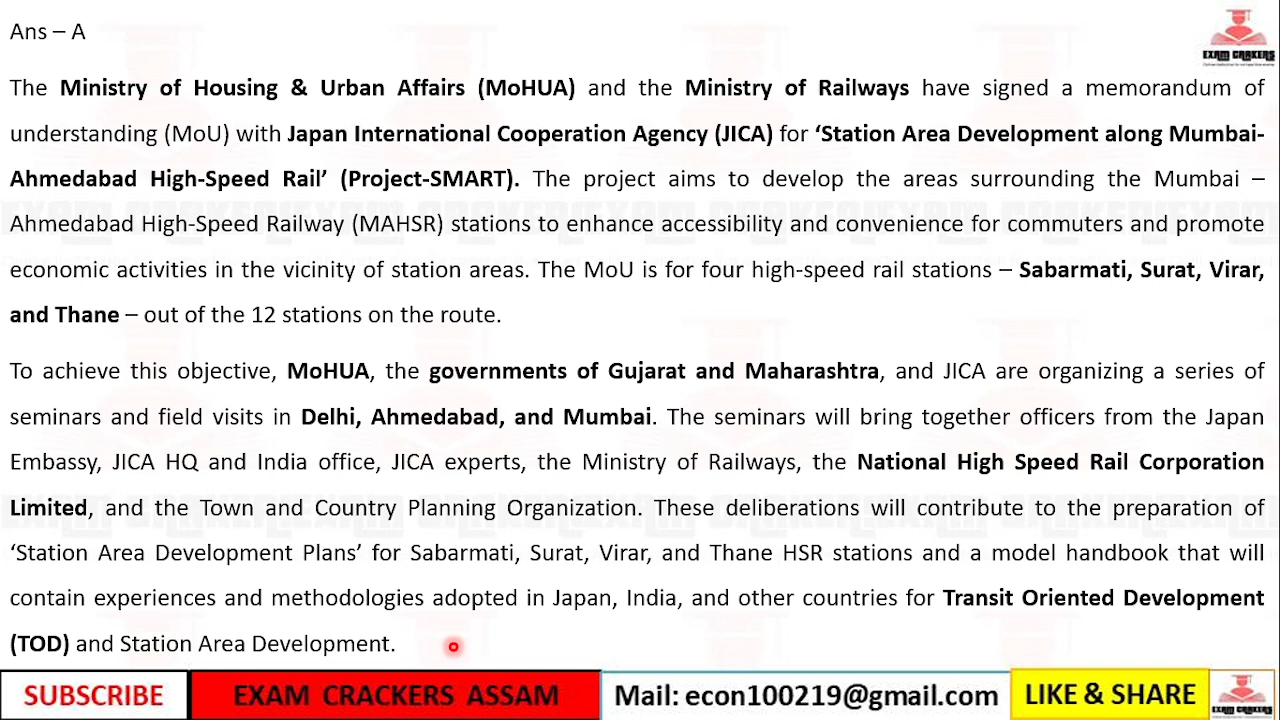 Ans – A
EXAM CRAKERS
The Ministry of Housing & Urban Affairs (MoHUA) and the Ministry of Railways have signed a memorandum of
understanding (MoU) with Japan International Cooperation Agency (JICA) for ‘Station Area Development along Mumbai-
Ahmedabad High-Speed Rail’ (Project-SMART). The project aims to develop the areas surrounding the Mumbai –
Ahmedabad High-Speed Railway (MAHSR) stations to enhance accessibility and convenience for commuters and promote
economic activities in the vicinity of station areas. The MoU is for four high-speed rail stations – Sabarmati, Surat, Virar,
and Thane – out of the 12 stations on the route.
To achieve this objective, MoHUA, the governments of Gujarat and Maharashtra, and JICA are organizing a series of
seminars and field visits in Delhi, Ahmedabad, and Mumbai. The seminars will bring together officers from the Japan
Embassy, JICA HQ and India office, JICA experts, the Ministry of Railways, the National High Speed Rail Corporation
Limited, and the Town and Country Planning Organization. These deliberations will contribute to the preparation of
‘Station Area Development Plans’ for Sabarmati, Surat, Virar, and Thane HSR stations and a model handbook that will
contain experiences and methodologies adopted in Japan, India, and other countries for Transit Oriented Development
(TOD) and Station Area Development.
SUBSCRIBE
EXAM CRACKERS ASSAM
Mail: econ100219@gmail.com
LIKE & SHARE
EXAM CRAKERS